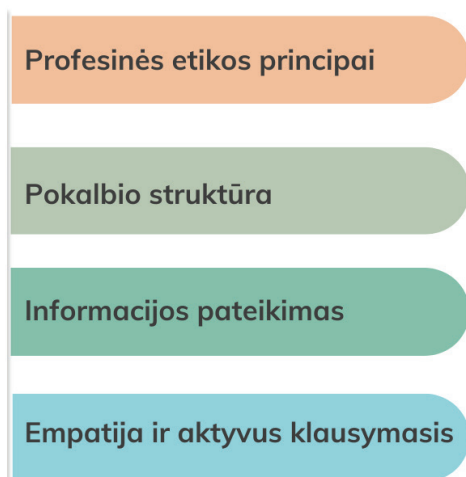 Profesinės etikos principai
Pokalbio struktūra
Informacijos pateikimas
Empatija ir aktyvus klausymasis